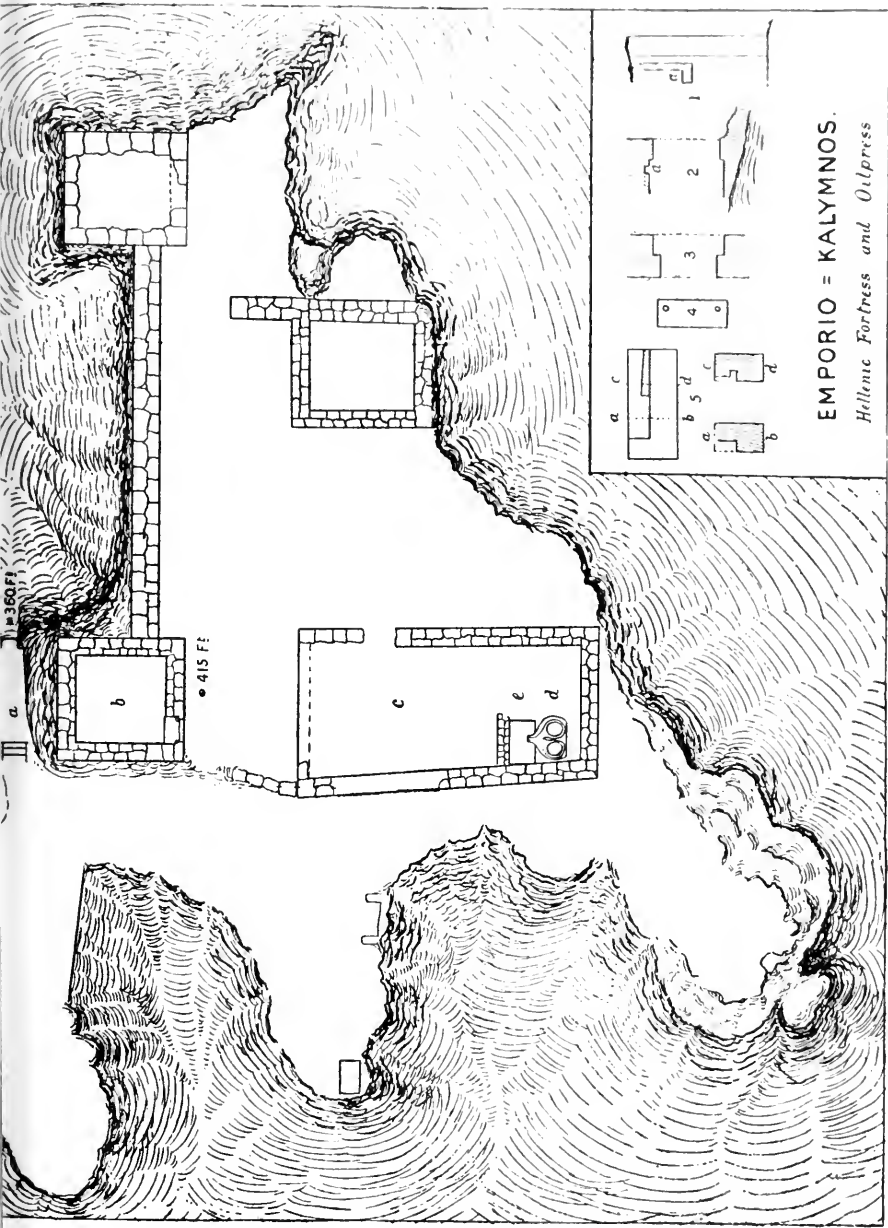 a
360 Ft
b
415 Ft
c
e
d
EMPORIO = KALYMNOS.
Hellenic Fortress and Oilpress
a
1
a
2
3
4
a
c
b
5
d
a
b
c
d